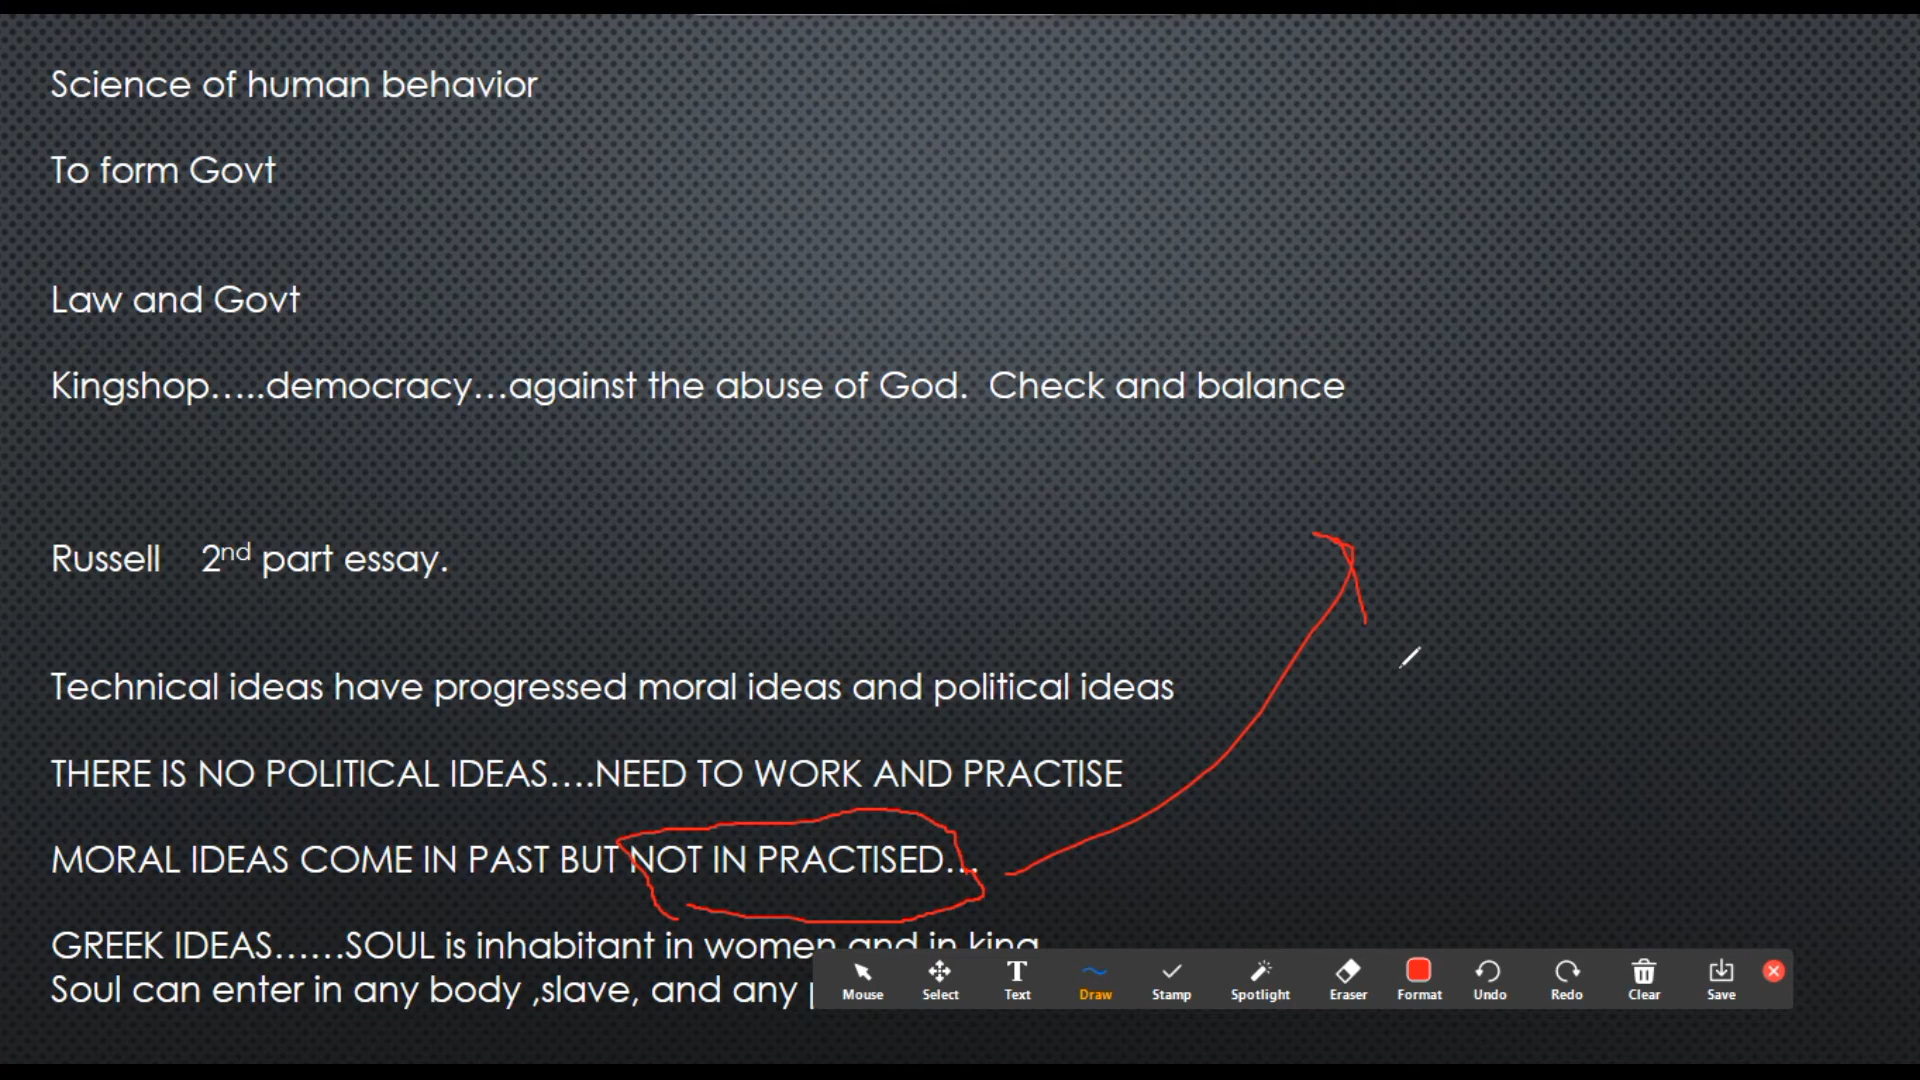 Science of human behavior
To form Govt
Law and Govt
Kingshop…..democracy…against the abuse of God.  Check and balance
Russell    2nd part essay.
Technical ideas have progressed moral ideas and political ideas
THERE IS NO POLITICAL IDEAS….NEED TO WORK AND PRACTISE
MORAL IDEAS COME IN PAST BUT NOT IN PRACTISED…
GREEK IDEAS……SOUL is inhabitant in women and in king
Soul can enter in any body ,slave, and any
Mouse Select Text Draw Stamp Spotlight Eraser Format Undo Redo Clear Save